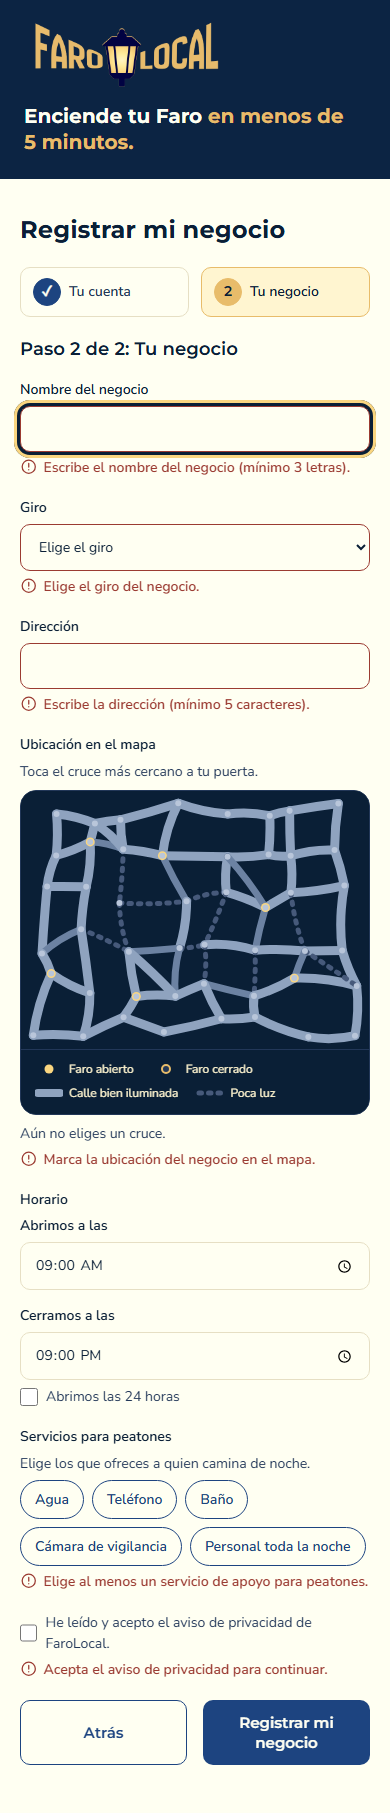 FARO LOCAL
Enciende tu Faro en menos de
5 minutos.
Registrar mi negocio
✓ Tu cuenta
2 Tu negocio
Paso 2 de 2: Tu negocio
Nombre del negocio
Escribe el nombre del negocio (mínimo 3 letras).
Giro
Elige el giro
Elige el giro del negocio.
Dirección
Escribe la dirección (mínimo 5 caracteres).
Ubicación en el mapa
Toca el cruce más cercano a tu puerta.
Faro abierto
Faro cerrado
Calle bien iluminada
Poca luz
Aún no eliges un cruce.
Marca la ubicación del negocio en el mapa.
Horario
Abrimos a las
09:00 AM
Cerramos a las
09:00 PM
Abrimos las 24 horas
Servicios para peatones
Elige los que ofreces a quien camina de noche.
Agua
Teléfono
Baño
Cámara de vigilancia
Personal toda la noche
Elige al menos un servicio de apoyo para peatones.
He leído y acepto el aviso de privacidad de
FaroLocal.
Acepta el aviso de privacidad para continuar.
Atrás
Registrar mi
negocio